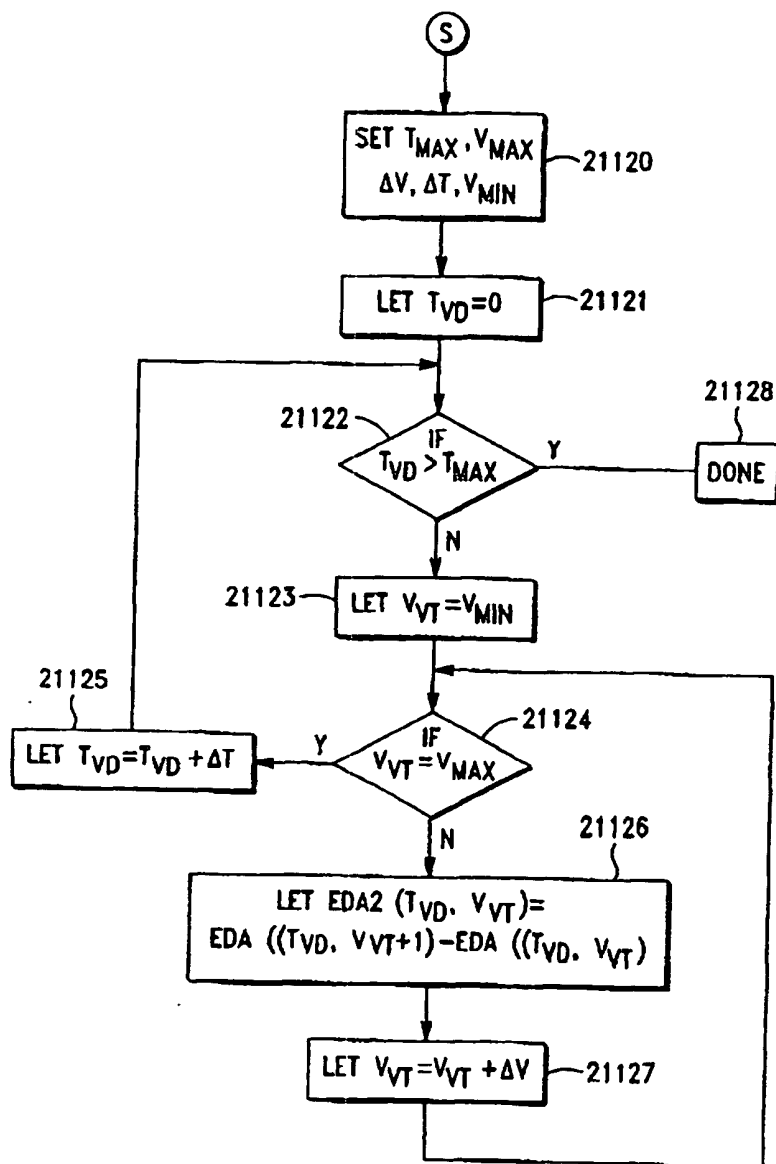 S
SET T_MAX, V_MAX
ΔV, ΔT, V_MIN
21120
LET T_VD=0
21121
21122
IF
T_VD > T_MAX
Y
21128
DONE
N
21123
LET V_VT=V_MIN
21125
LET T_VD=T_VD + ΔT
Y
21124
IF
V_VT=V_MAX
N
21126
LET EDA2 (T_VD, V_VT)=
EDA ((T_VD, V_VT+1)-EDA ((T_VD, V_VT)
LET V_VT=V_VT + ΔV
21127